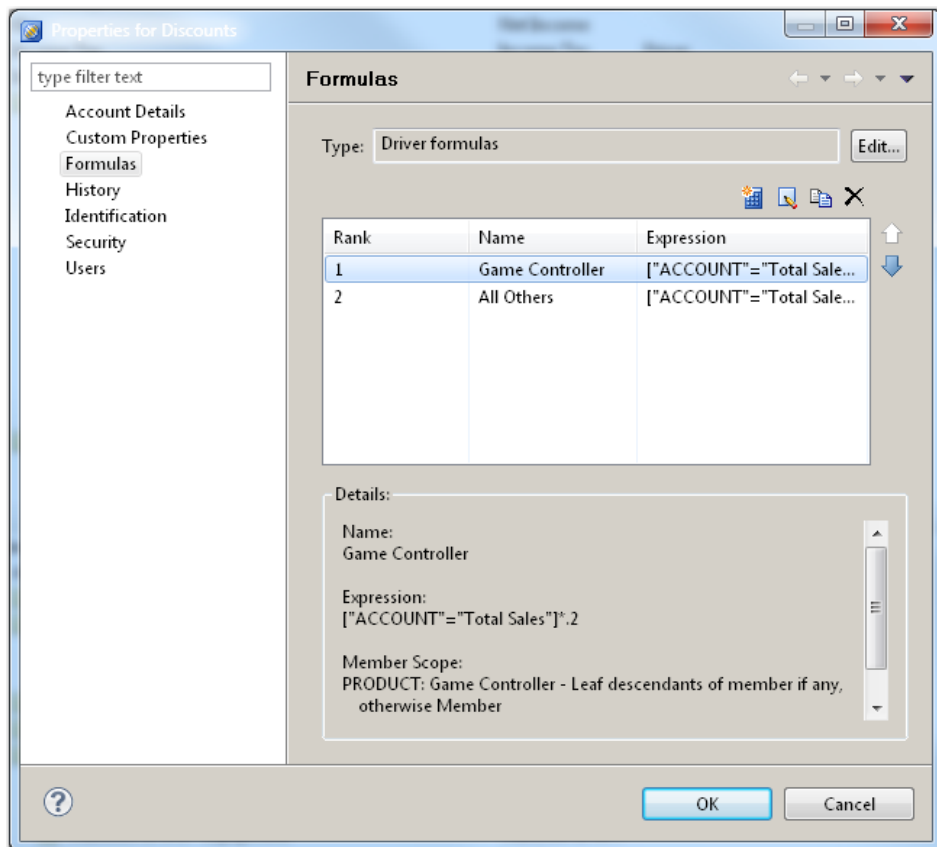 Properties for Discounts
type filter text
Account Details
Custom Properties
Formulas
History
Identification
Security
Users
Formulas
Type: Driver formulas Edit...
Rank Name Expression
1 Game Controller ["ACCOUNT"="Total Sale...
2 All Others ["ACCOUNT"="Total Sale...
Details:
Name:
Game Controller
Expression:
["ACCOUNT"="Total Sales"]*.2
Member Scope:
PRODUCT: Game Controller - Leaf descendants of member if any,
otherwise Member
OK Cancel